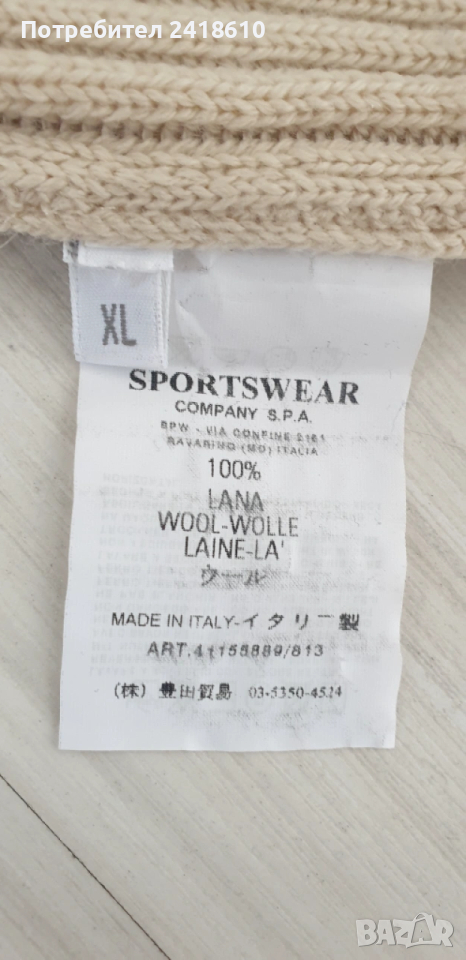 Потребител 2418610
XL
SPORTSWEAR
COMPANY S.P.A.
SPW - VIA CONFINE 2161
RAVARINO (MO) ITALIA
100%
LANA
WOOL-WOLLE
LAINE-LA'
ウール
MADE IN ITALY-イタリー製
ART.41155889/813
(株) 豊田貿易 03-5350-4524
BAZAR